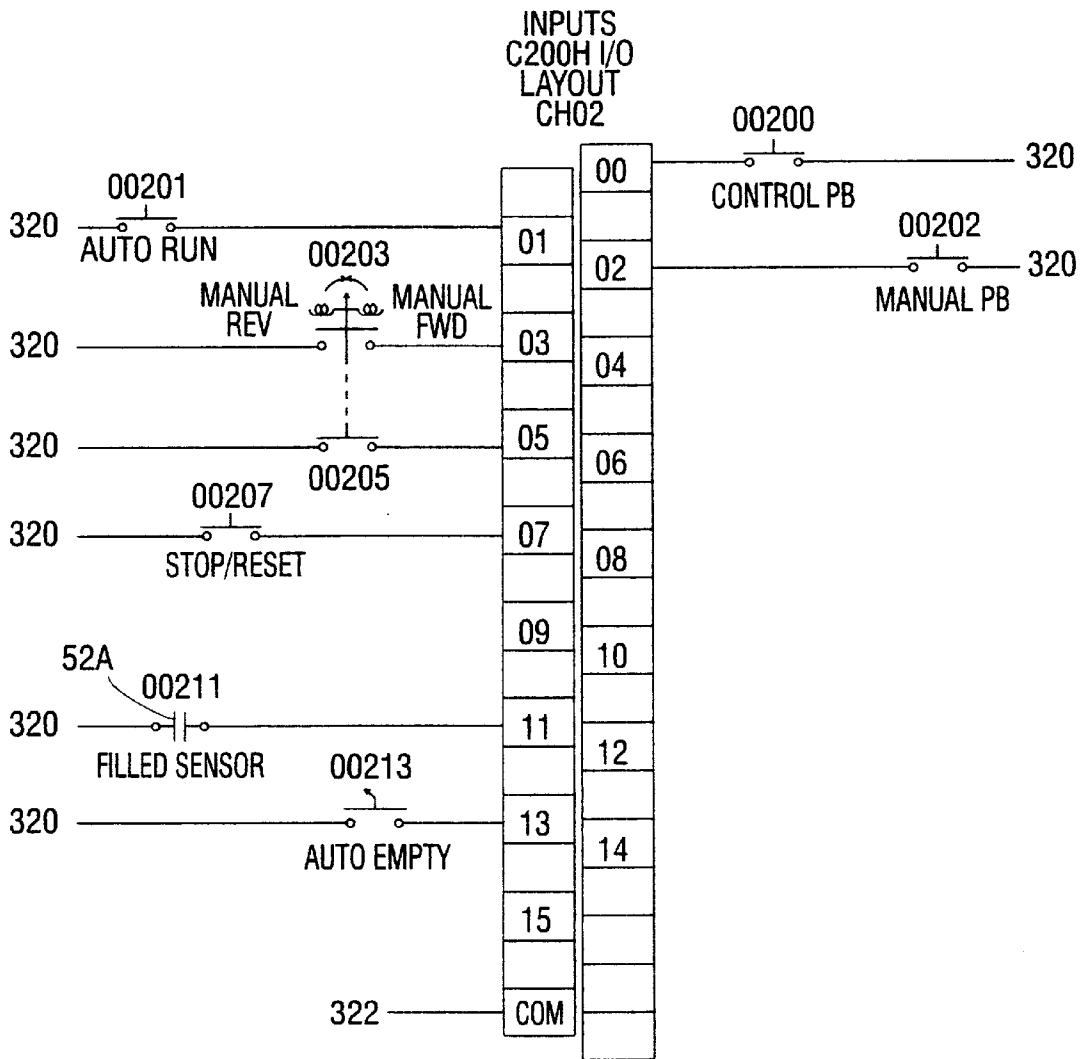 INPUTS
C200H I/O
LAYOUT
CH02
00200
00
320
CONTROL PB
00201
320
AUTO RUN
01
00202
02
320
MANUAL PB
00203
MANUAL
REV
MANUAL
FWD
320
03
04
320
05
00205
06
00207
320
07
STOP/RESET
08
09
10
52A
00211
320
11
FILLED SENSOR
12
00213
320
13
AUTO EMPTY
14
15
322
COM